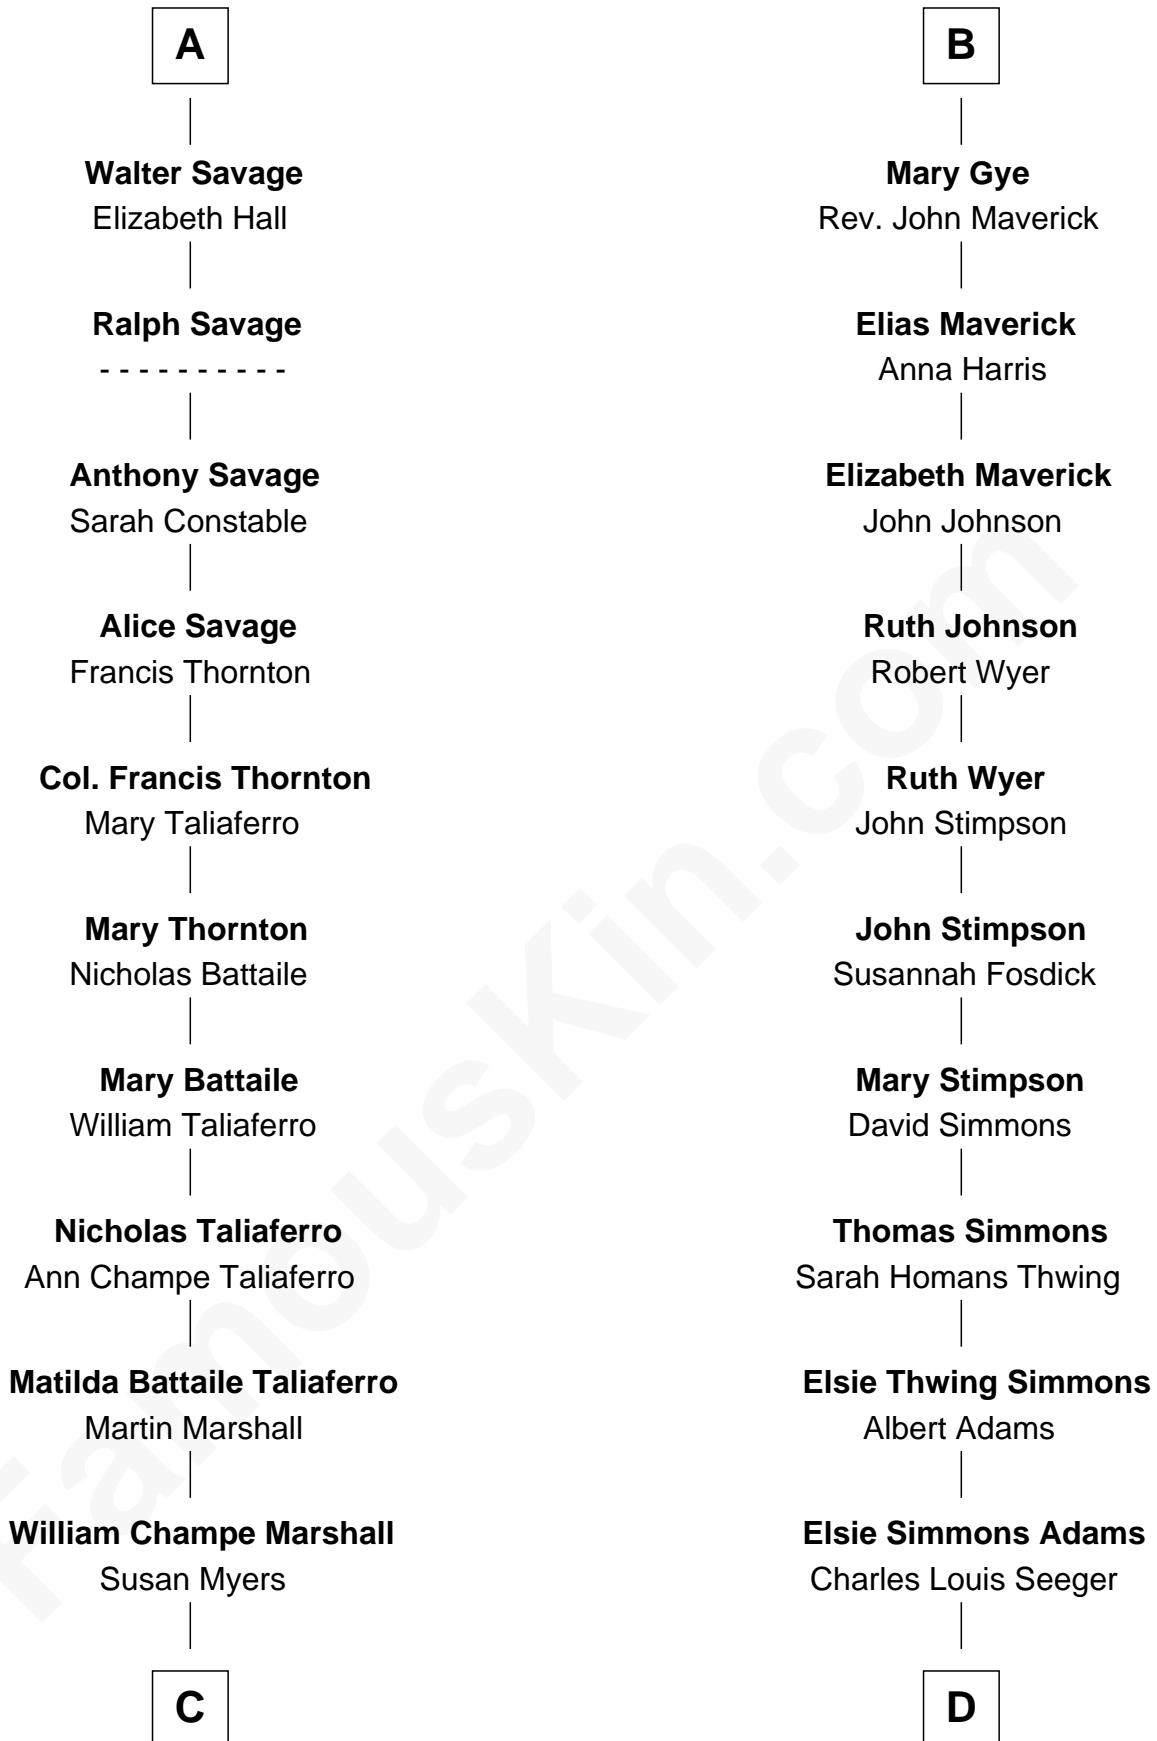 A
Walter Savage
Elizabeth Hall
Ralph Savage
- - - - - - - - - -
Anthony Savage
Sarah Constable
Alice Savage
Francis Thornton
Col. Francis Thornton
Mary Taliaferro
Mary Thornton
Nicholas Battaile
Mary Battaile
William Taliaferro
Nicholas Taliaferro
Ann Champe Taliaferro
Matilda Battaile Taliaferro
Martin Marshall
William Champe Marshall
Susan Myers
C
B
Mary Gye
Rev. John Maverick
Elias Maverick
Anna Harris
Elizabeth Maverick
John Johnson
Ruth Johnson
Robert Wyer
Ruth Wyer
John Stimpson
John Stimpson
Susannah Fosdick
Mary Stimpson
David Simmons
Thomas Simmons
Sarah Homans Thwing
Elsie Thwing Simmons
Albert Adams
Elsie Simmons Adams
Charles Louis Seeger
D
FamousKin.com